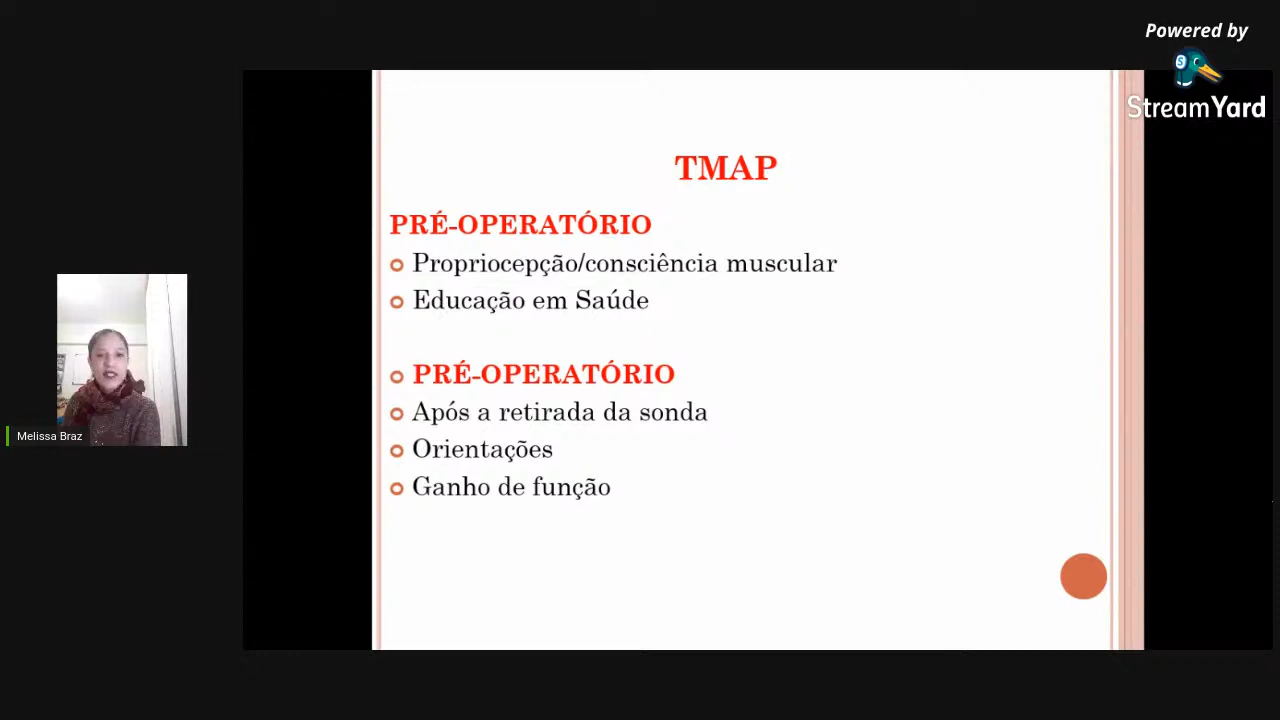 Powered by
StreamYard
TMAP
PRÉ-OPERATÓRIO
Propriocepção/consciência muscular
Educação em Saúde
PRÉ-OPERATÓRIO
Após a retirada da sonda
Orientações
Ganho de função
Melissa Braz